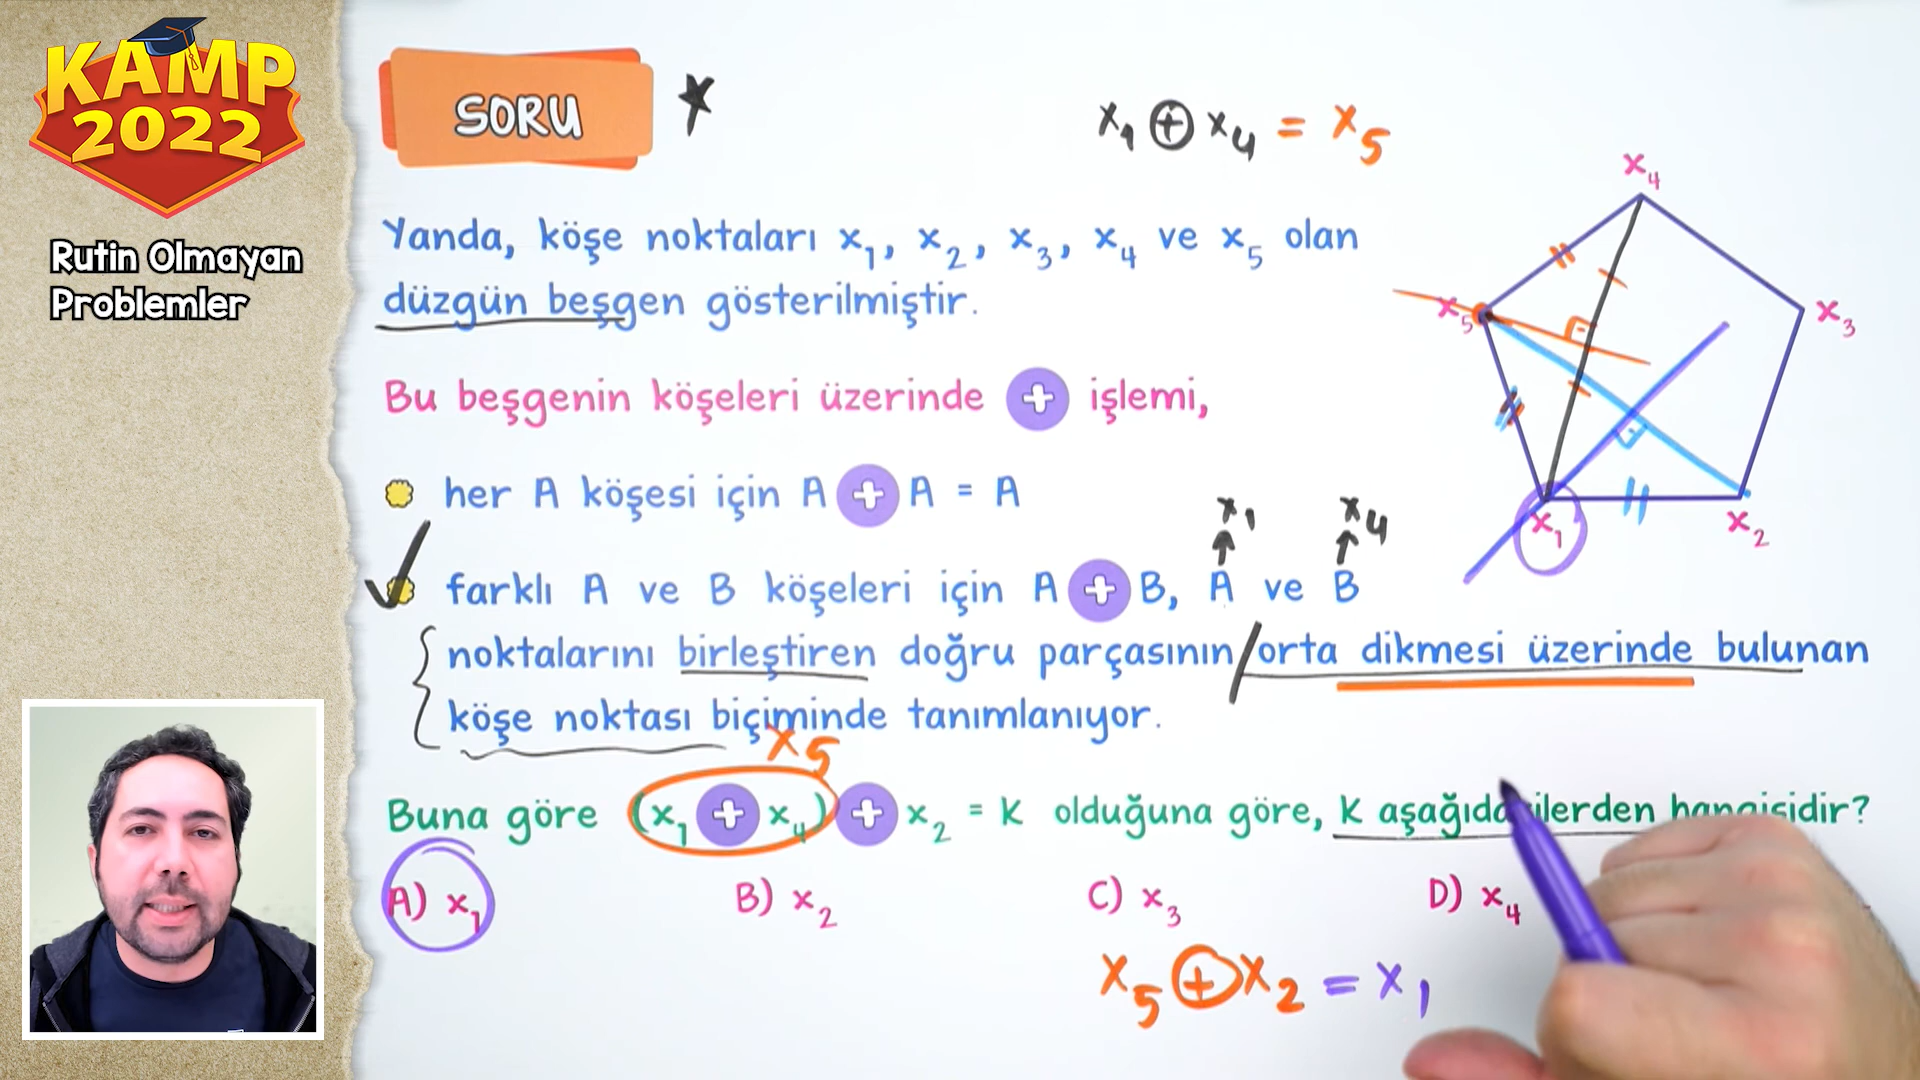 KAMP
2022
Rutin Olmayan
Problemler
SORU
x₁ ⊕ x₄ = x₅
Yanda, köşe noktaları x₁, x₂, x₃, x₄ ve x₅ olan
düzgün beşgen gösterilmiştir.
x₄
x₅
x₃
x₁
x₂
Bu beşgenin köşeleri üzerinde + işlemi,
her A köşesi için A + A = A
x₁ x₄
farklı A ve B köşeleri için A + B, A ve B
noktalarını birleştiren doğru parçasının orta dikmesi üzerinde bulunan
köşe noktası biçiminde tanımlanıyor.
x₅
Buna göre (x₁ + x₄) + x₂ = K olduğuna göre, K aşağıdakilerden hangisidir?
A) x₁ B) x₂ C) x₃ D) x₄
x₅ ⊕ x₂ = x₁